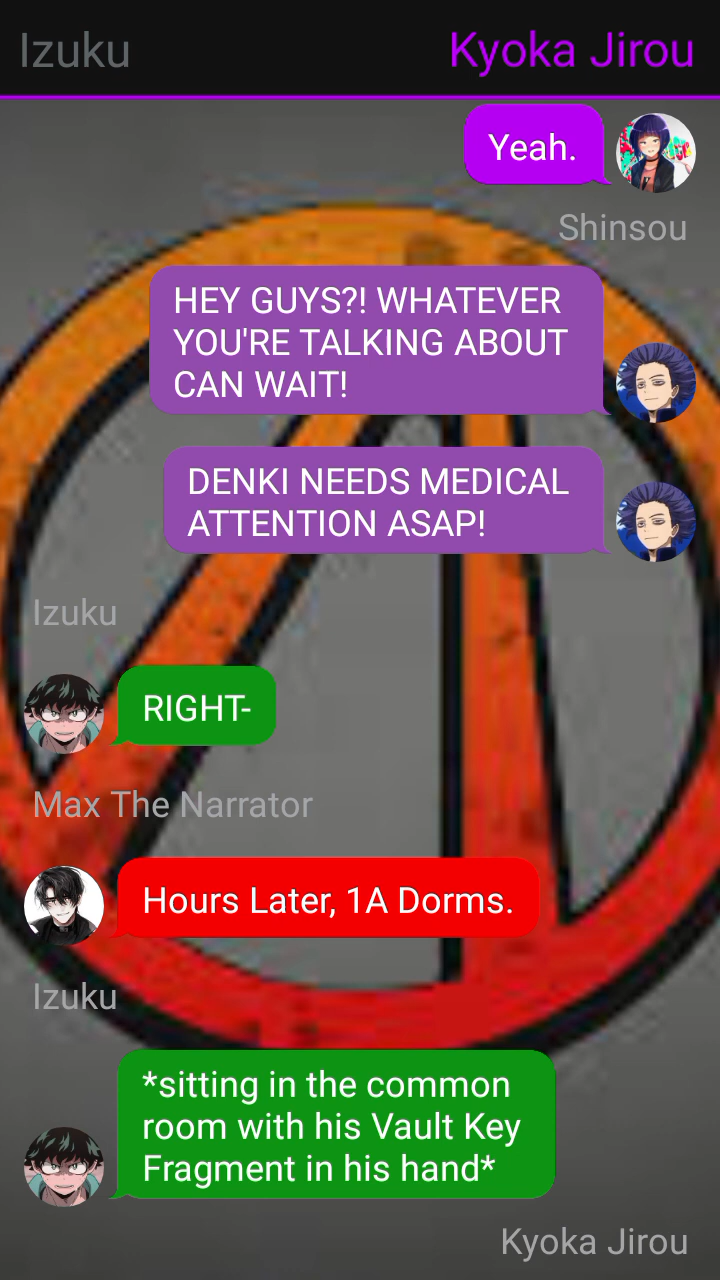 Izuku
Kyoka Jirou
Yeah.
Shinsou
HEY GUYS?! WHATEVER
YOU'RE TALKING ABOUT
CAN WAIT!
DENKI NEEDS MEDICAL
ATTENTION ASAP!
Izuku
RIGHT-
Max The Narrator
Hours Later, 1A Dorms.
Izuku
*sitting in the common
room with his Vault Key
Fragment in his hand*
Kyoka Jirou